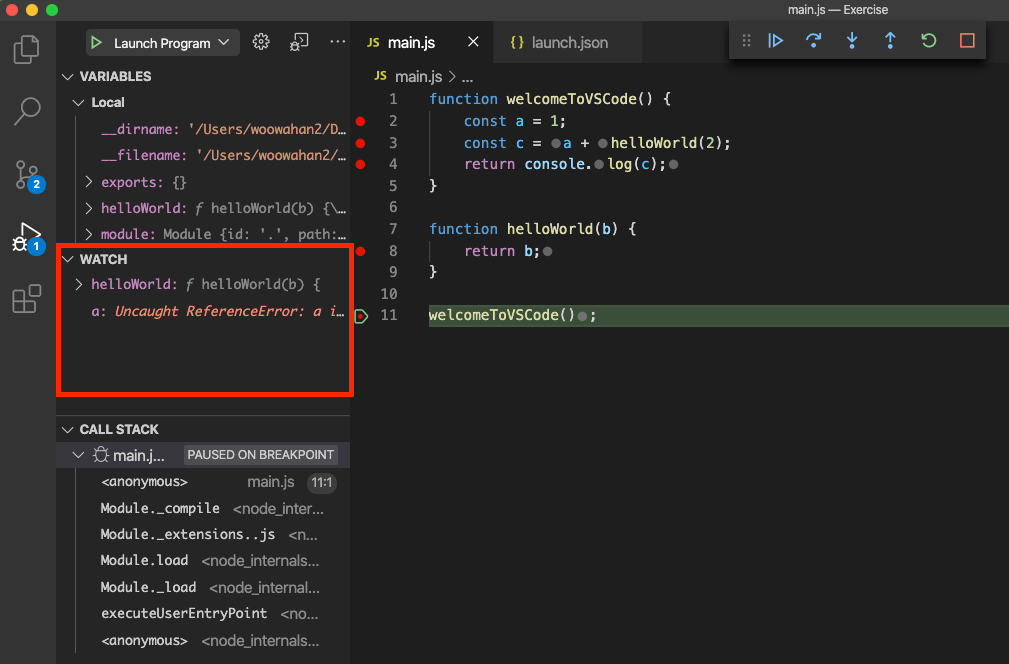 main.js — Exercise
Launch Program
JS main.js
{} launch.json
VARIABLES
Local
__dirname: '/Users/woowahan2/D…
__filename: '/Users/woowahan2/…
exports: {}
helloWorld: ƒ helloWorld(b) {\…
module: Module {id: '.', path:…
WATCH
helloWorld: ƒ helloWorld(b) {
a: Uncaught ReferenceError: a i…
CALL STACK
main.j… PAUSED ON BREAKPOINT
<anonymous> main.js 11:1
Module._compile <node_inter…
Module._extensions..js <n…
Module.load <node_internals…
Module._load <node_internal…
executeUserEntryPoint <no…
<anonymous> <node_internals…
2
1
JS main.js > ...
1 function welcomeToVSCode() {
2 const a = 1;
3 const c = a + helloWorld(2);
4 return console.log(c);
5 }
6
7 function helloWorld(b) {
8 return b;
9 }
10
11 welcomeToVSCode();